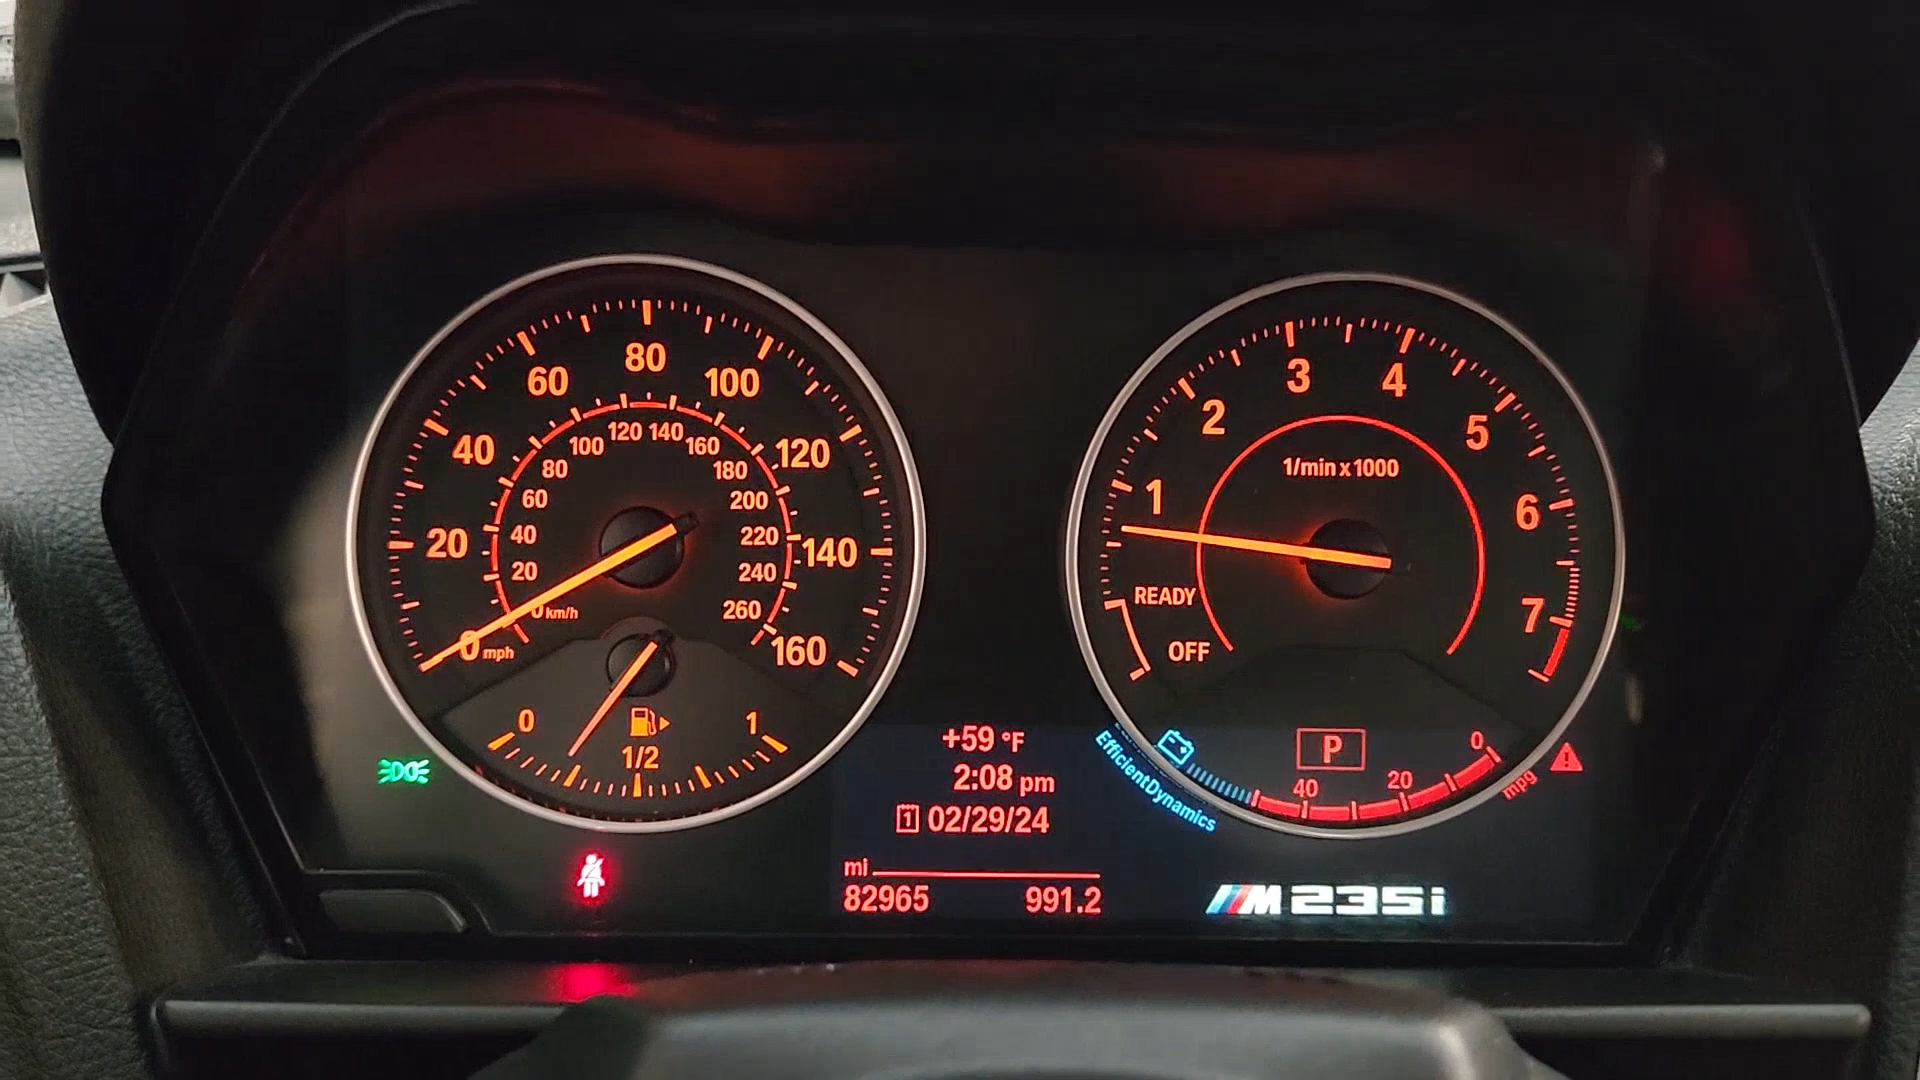 80
60
100
40
120
20
140
0 mph
160
120 140
100
160
80
180
60
200
40
220
20
240
0 km/h
260
0
1
1/2
3
4
2
5
1/min x 1000
1
6
READY
7
OFF
+59 °F
2:08 pm
1 02/29/24
mi
82965 991.2
EfficientDynamics
P
40
20
0
mpg
M235i